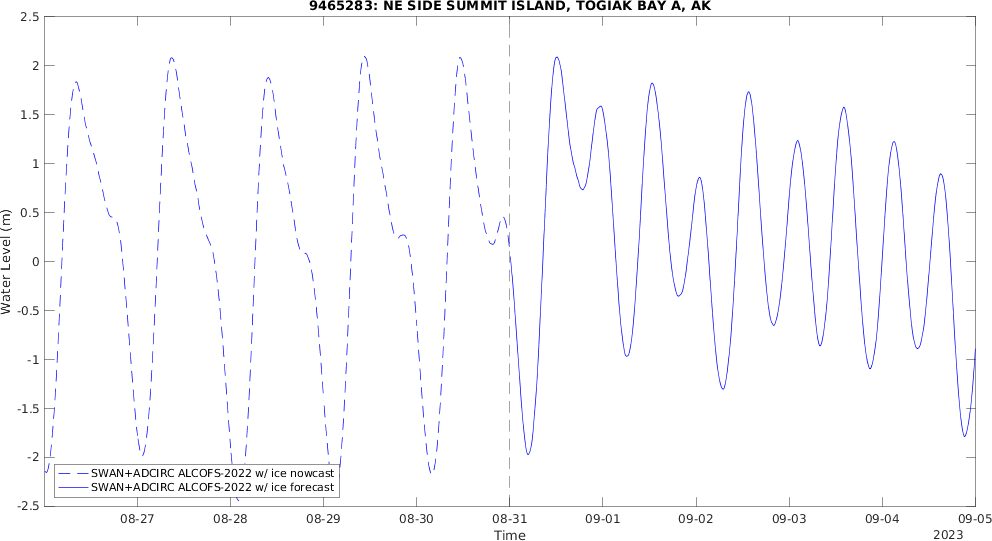 9465283: NE SIDE SUMMIT ISLAND, TOGIAK BAY A, AK
2.5
2
1.5
1
0.5
0
-0.5
-1
-1.5
-2
-2.5
Water Level (m)
SWAN+ADCIRC ALCOFS-2022 w/ ice nowcast
SWAN+ADCIRC ALCOFS-2022 w/ ice forecast
08-27 08-28 08-29 08-30 08-31 09-01 09-02 09-03 09-04 09-05
Time
2023